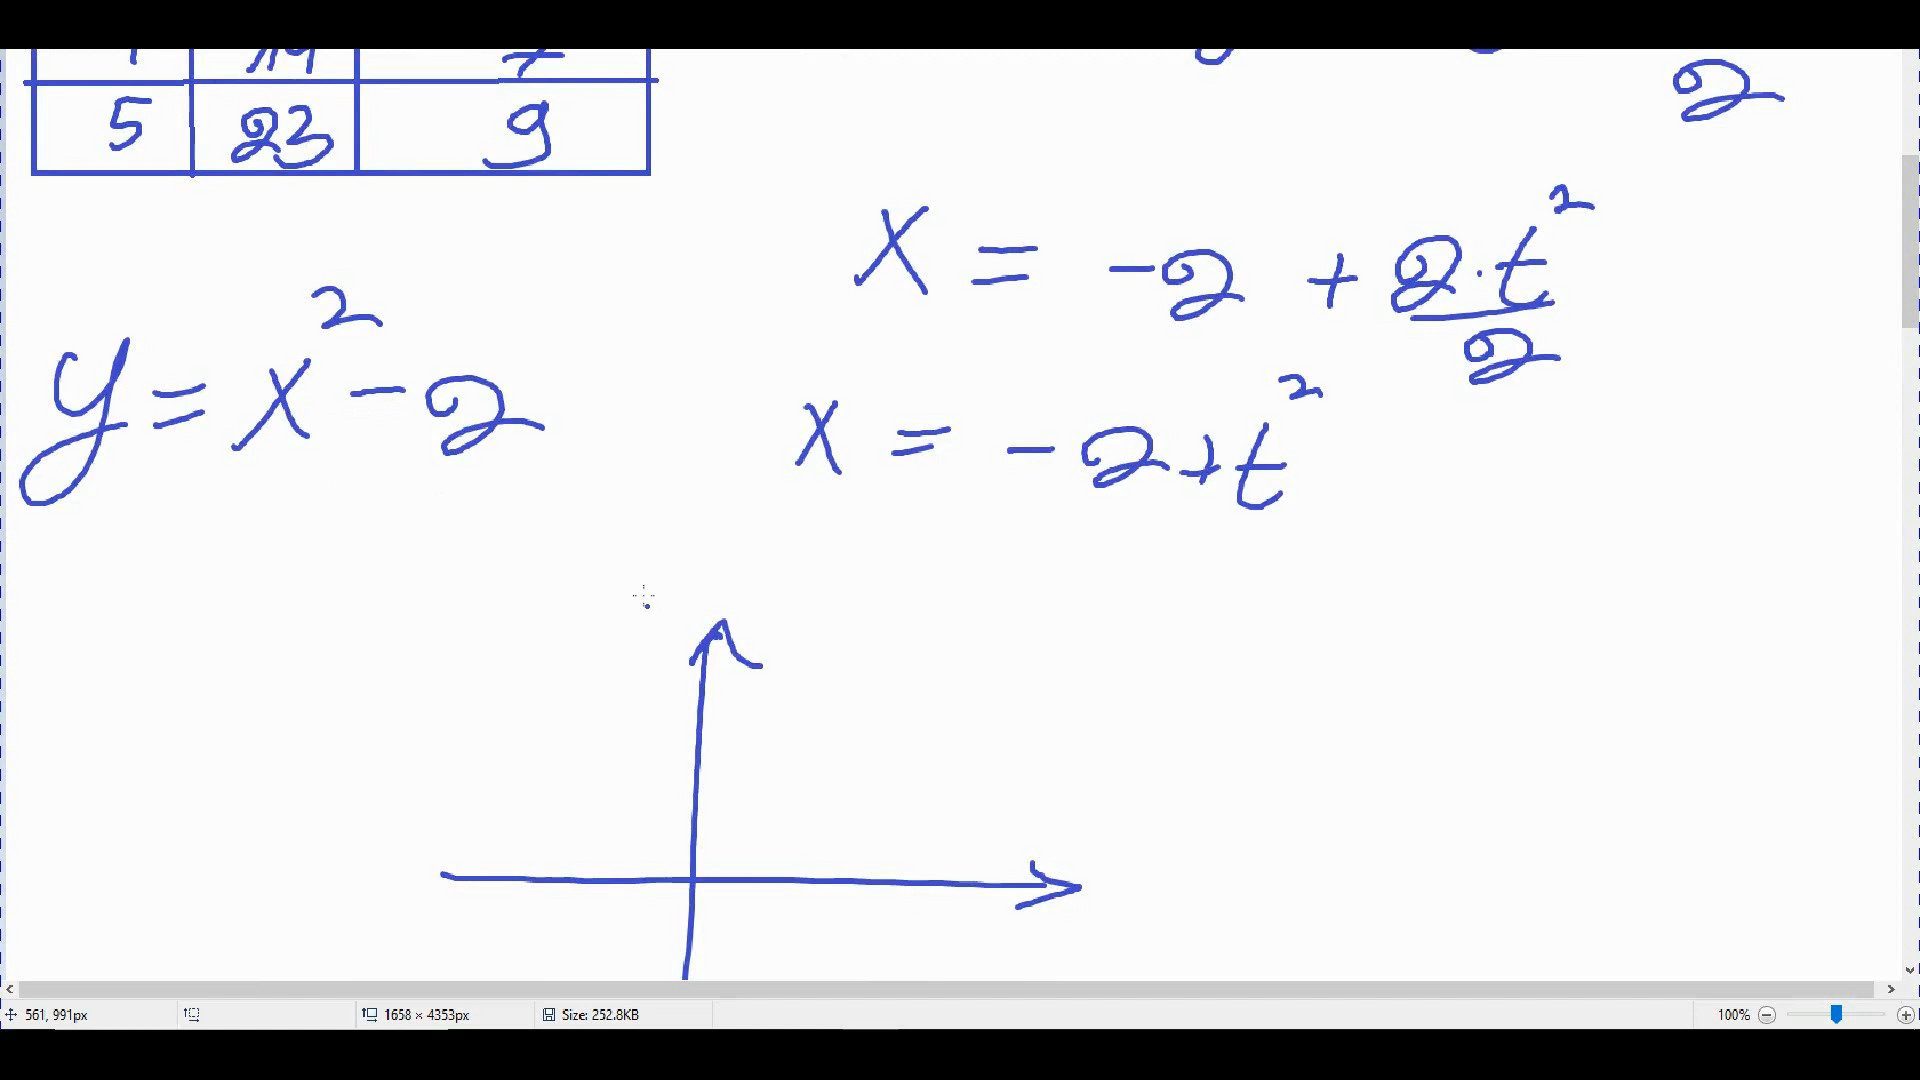 5 23 9
2
x = -2 + 2·t²/2
y = x² - 2
x = -2 + t²
561, 991px 1658 × 4353px Size: 252.8KB 100%